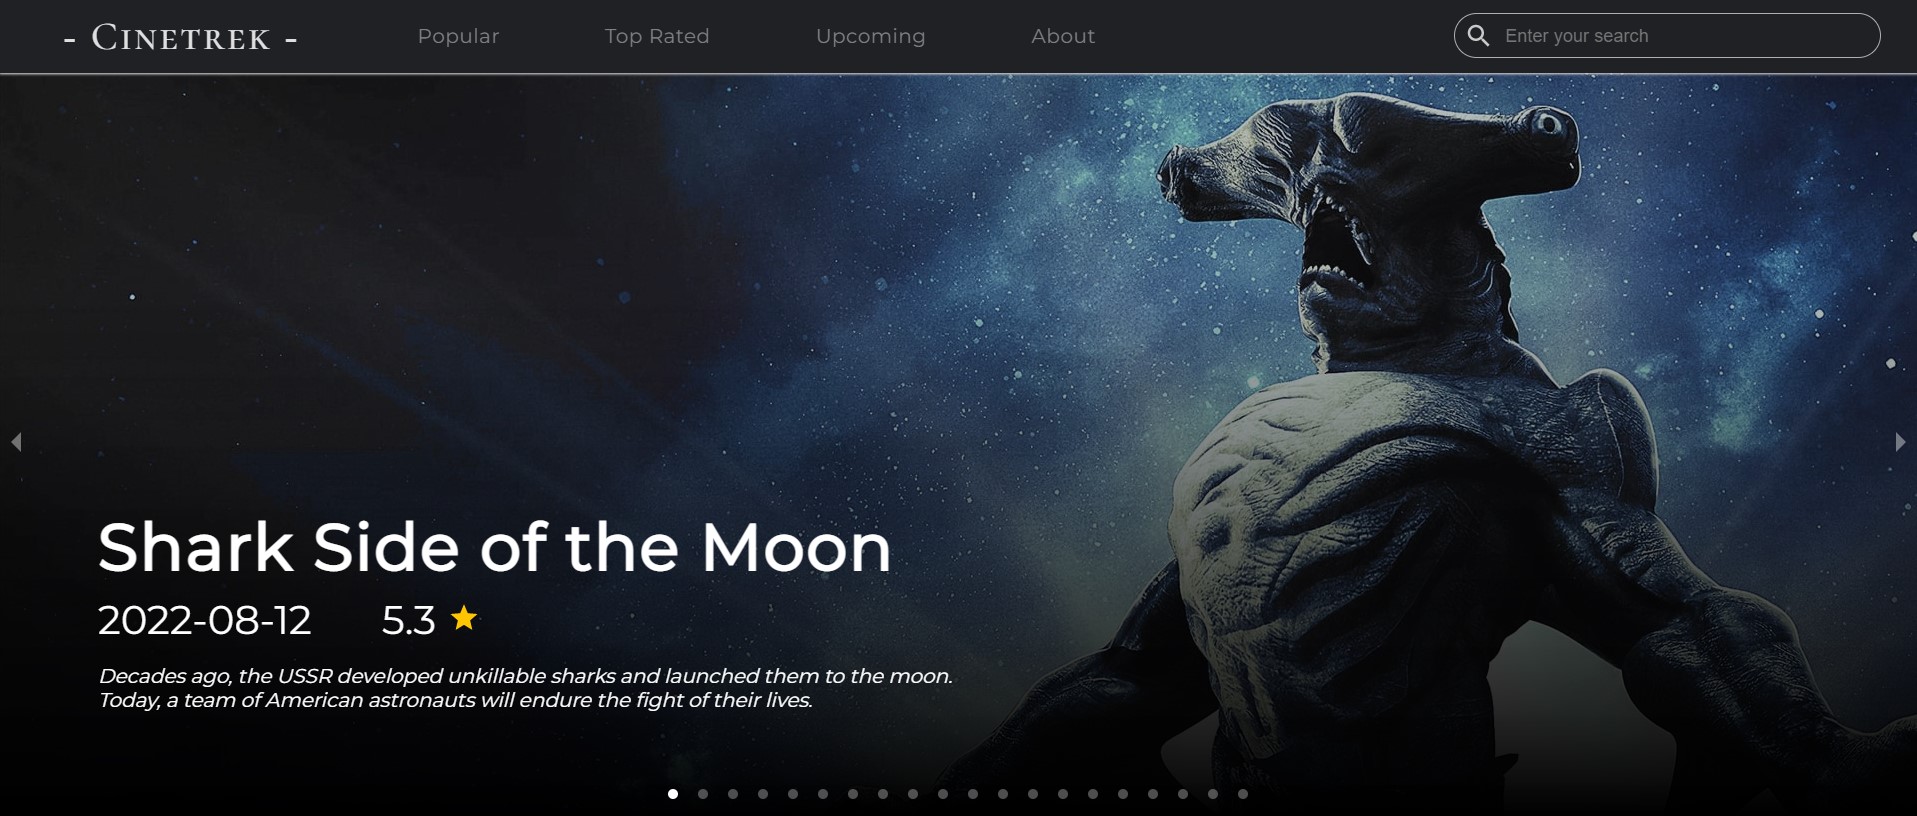 - Cinetrek -
Popular
Top Rated
Upcoming
About
Enter your search
Shark Side of the Moon
2022-08-12 5.3
Decades ago, the USSR developed unkillable sharks and launched them to the moon.
Today, a team of American astronauts will endure the fight of their lives.